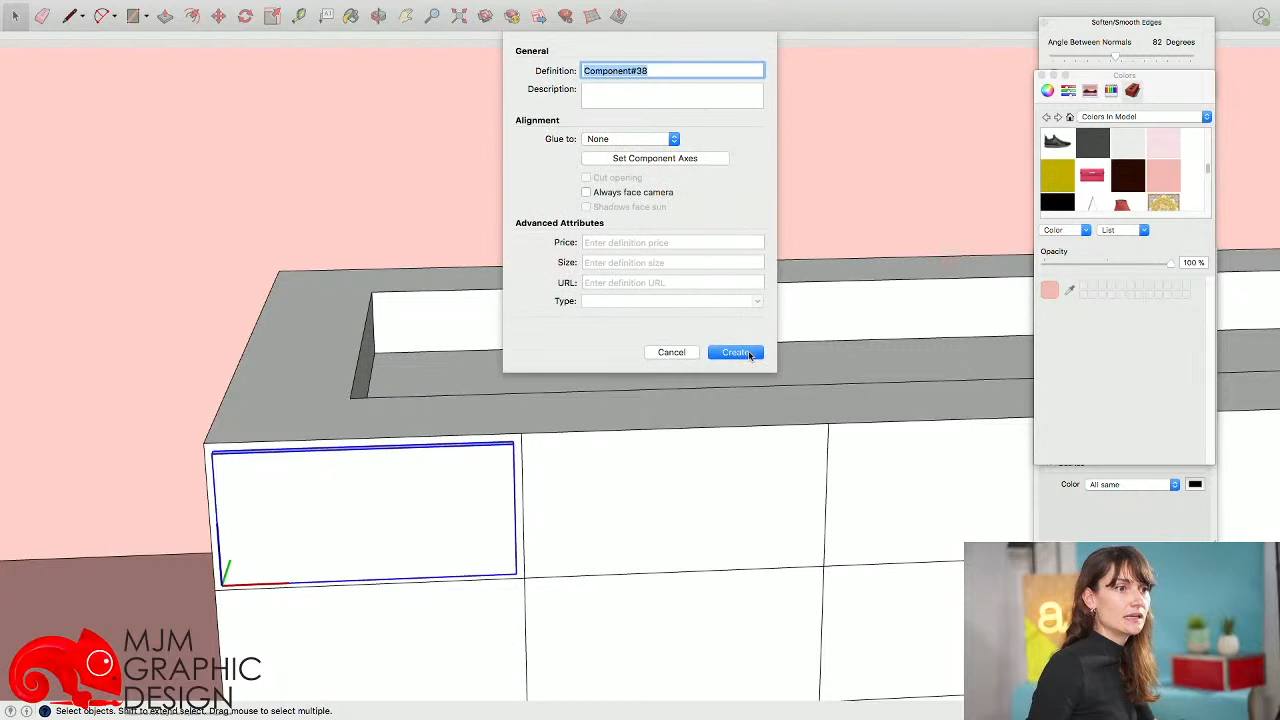 Soften/Smooth Edges
Angle Between Normals 82 Degrees
General
Definition: Component#38
Description:
Alignment
Glue to: None
Set Component Axes
Cut opening
Always face camera
Shadows face sun
Advanced Attributes
Price: Enter definition price
Size: Enter definition size
URL: Enter definition URL
Type:
Cancel Create
Colors
Colors In Model
Color List
Opacity
100 %
Color All same
a
MJM
GRAPHIC
DESIGN
Select objects. Shift to extend select. Drag mouse to select multiple.